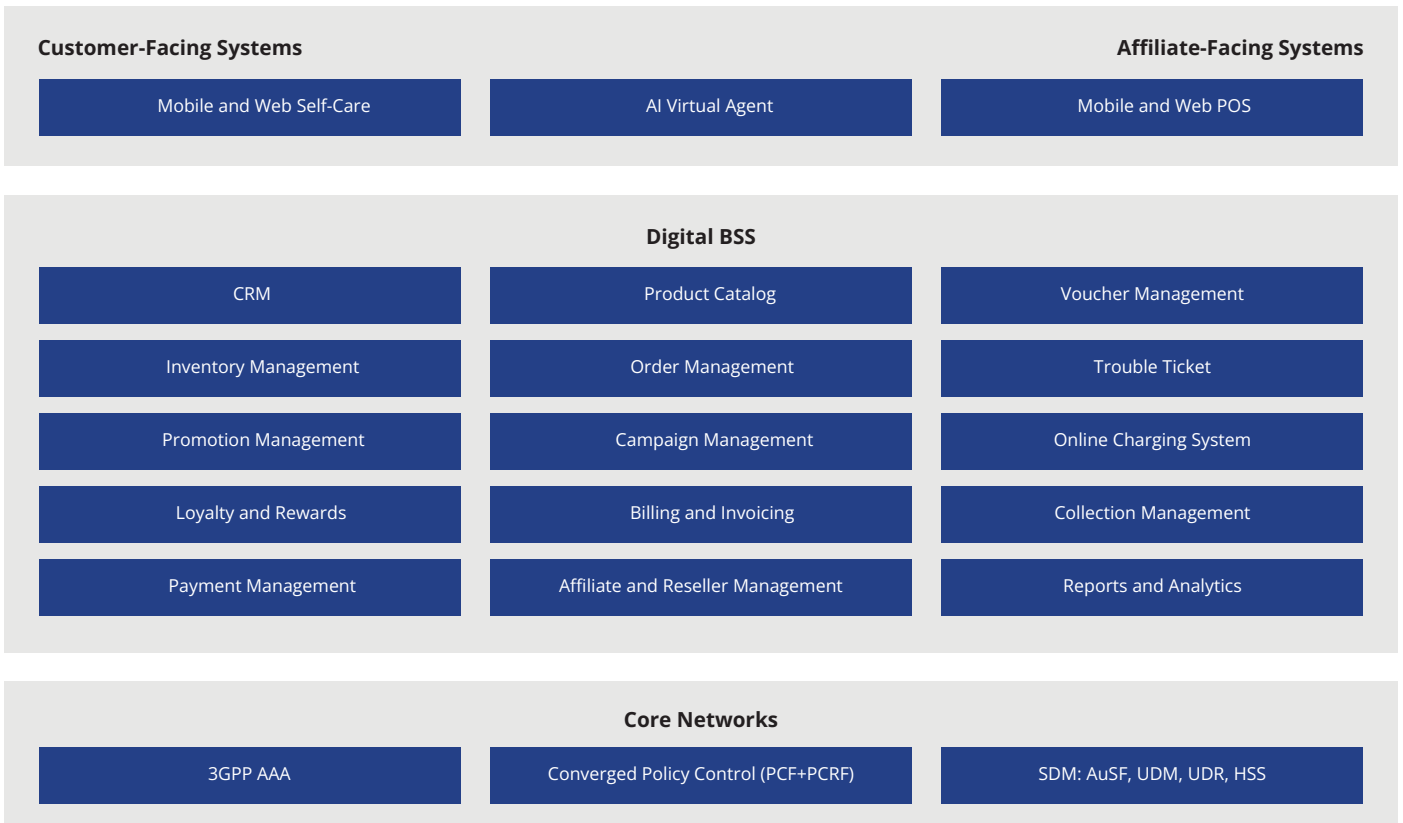 Customer-Facing Systems
Affiliate-Facing Systems
Mobile and Web Self-Care
AI Virtual Agent
Mobile and Web POS
Digital BSS
CRM
Product Catalog
Voucher Management
Inventory Management
Order Management
Trouble Ticket
Promotion Management
Campaign Management
Online Charging System
Loyalty and Rewards
Billing and Invoicing
Collection Management
Payment Management
Affiliate and Reseller Management
Reports and Analytics
Core Networks
3GPP AAA
Converged Policy Control (PCF+PCRF)
SDM: AuSF, UDM, UDR, HSS